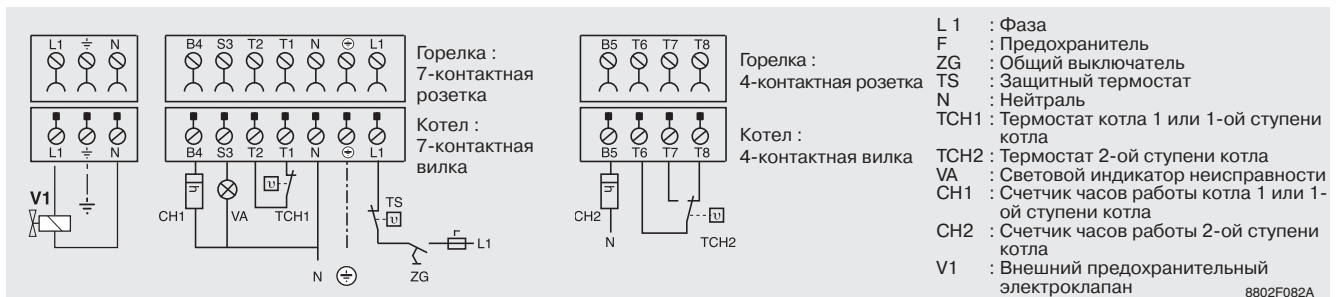 L1 ⏚ N
B4 S3 T2 T1 N ⏚ L1
Горелка :
7-контактная
розетка
Котел :
7-контактная
вилка
L1 ⏚ N
B4 S3 T2 T1 N ⏚ L1
V1
CH1
VA
TCH1
TS
L1
N
ZG
B5 T6 T7 T8
Горелка :
4-контактная розетка
Котел :
4-контактная вилка
B5 T6 T7 T8
CH2
N
TCH2
L 1 : Фаза
F : Предохранитель
ZG : Общий выключатель
TS : Защитный термостат
N : Нейтраль
TCH1 : Термостат котла 1 или 1-ой ступени
котла
TCH2 : Термостат 2-ой ступени котла
VA : Световой индикатор неисправности
CH1 : Счетчик часов работы котла 1 или 1-
ой ступени котла
CH2 : Счетчик часов работы 2-ой ступени
котла
V1 : Внешний предохранительный
электроклапан
8802F082A